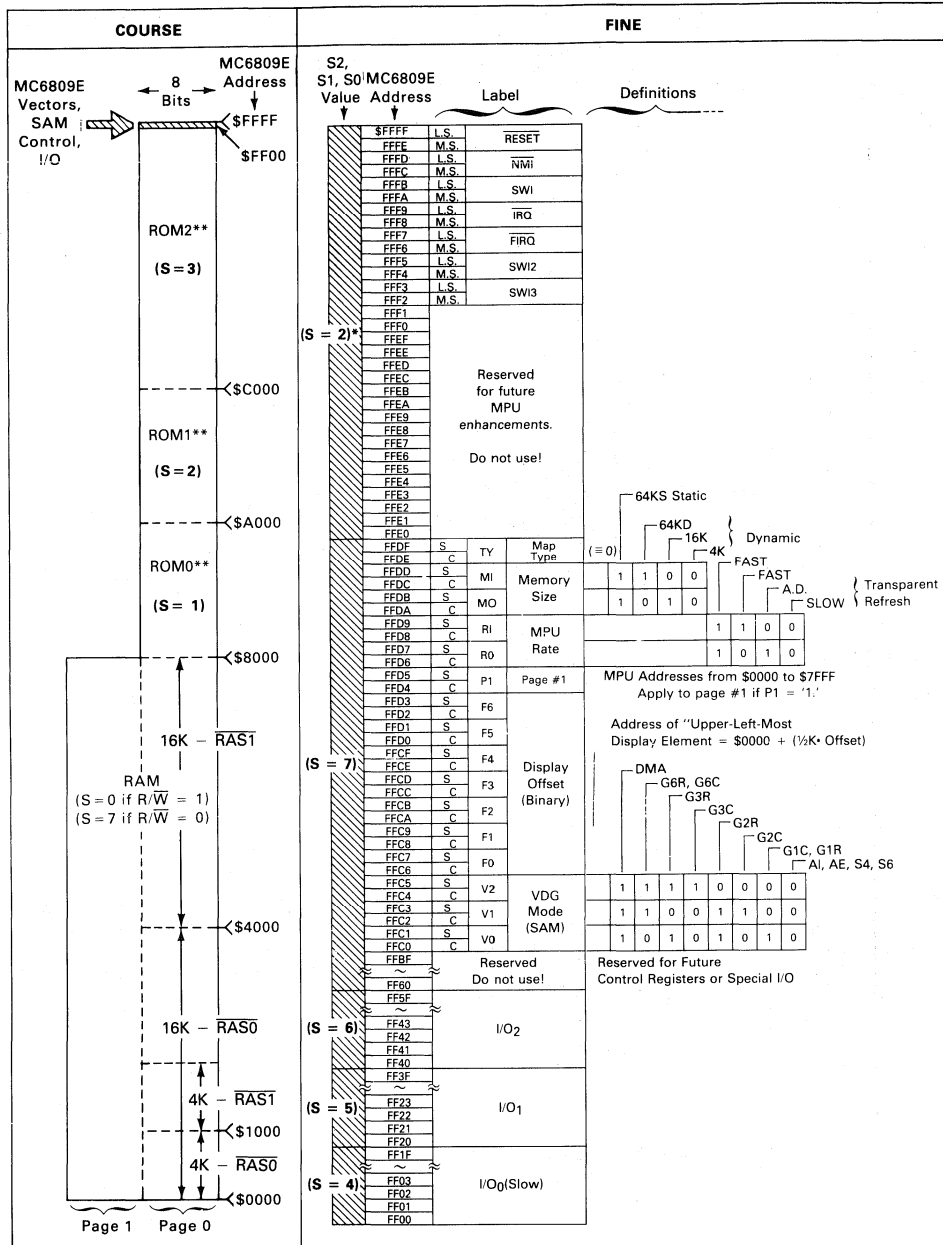 COURSE
FINE
MC6809E
Vectors,
SAM
Control,
I/O
8
Bits
MC6809E
Address
$FFFF
$FF00
ROM2**
(S = 3)
$C000
ROM1**
(S = 2)
$A000
ROM0**
(S = 1)
$8000
16K – RAS1
RAM
(S = 0 if R/W = 1)
(S = 7 if R/W = 0)
$4000
16K – RAS0
4K – RAS1
$1000
4K – RAS0
$0000
Page 1 Page 0
S2,
S1, S0 MC6809E
Value Address
Label
Definitions
$FFFF L.S. RESET
FFFE M.S.
FFFD L.S. NMI
FFFC M.S.
FFFB L.S. SWI
FFFA M.S.
FFF9 L.S. IRQ
FFF8 M.S.
FFF7 L.S. FIRQ
FFF6 M.S.
FFF5 L.S. SWI2
FFF4 M.S.
FFF3 L.S. SWI3
FFF2 M.S.
FFF1
FFF0
(S = 2)*
FFEF
FFEE
FFED
FFEC
FFEB
FFEA
FFE9
FFE8
FFE7
FFE6
FFE5
FFE4
FFE3
FFE2
FFE1
FFE0
Reserved
for future
MPU
enhancements.
Do not use!
64KS Static
64KD
16K
4K
Dynamic
FFDF S TY Map Type (≡ 0)
FFDE C
FFDD S MI Memory Size 1 1 0 0
FFDC C
FFDB S MO 1 0 1 0
FFDA C
FAST
FAST
A.D.
SLOW
Transparent
Refresh
FFD9 S RI MPU Rate 1 1 0 0
FFD8 C
FFD7 S R0 1 0 1 0
FFD6 C
FFD5 S P1 Page #1
FFD4 C
MPU Addresses from $0000 to $7FFF
Apply to page #1 if P1 = '1.'
FFD3 S F6
FFD2 C
FFD1 S F5
FFD0 C
(S = 7)
FFCF S F4
FFCE C
FFCD S F3
FFCC C
FFCB S F2
FFCA C
FFC9 S F1
FFC8 C
FFC7 S F0
FFC6 C
Display
Offset
(Binary)
Address of "Upper-Left-Most
Display Element = $0000 + (½K• Offset)
DMA
G6R, G6C
G3R
G3C
G2R
G2C
G1C, G1R
AI, AE, S4, S6
FFC5 S V2 1 1 1 1 0 0 0 0
FFC4 C
FFC3 S V1 1 1 0 0 1 1 0 0
FFC2 C
FFC1 S V0 1 0 1 0 1 0 1 0
FFC0 C
VDG
Mode
(SAM)
FFBF
~
FF60
Reserved
Do not use!
Reserved for Future
Control Registers or Special I/O
FF5F
~
(S = 6)
FF43
FF42
FF41
FF40
I/O2
FF3F
~
(S = 5)
FF23
FF22
FF21
FF20
I/O1
FF1F
~
(S = 4)
FF03
FF02
FF01
FF00
I/O0(Slow)